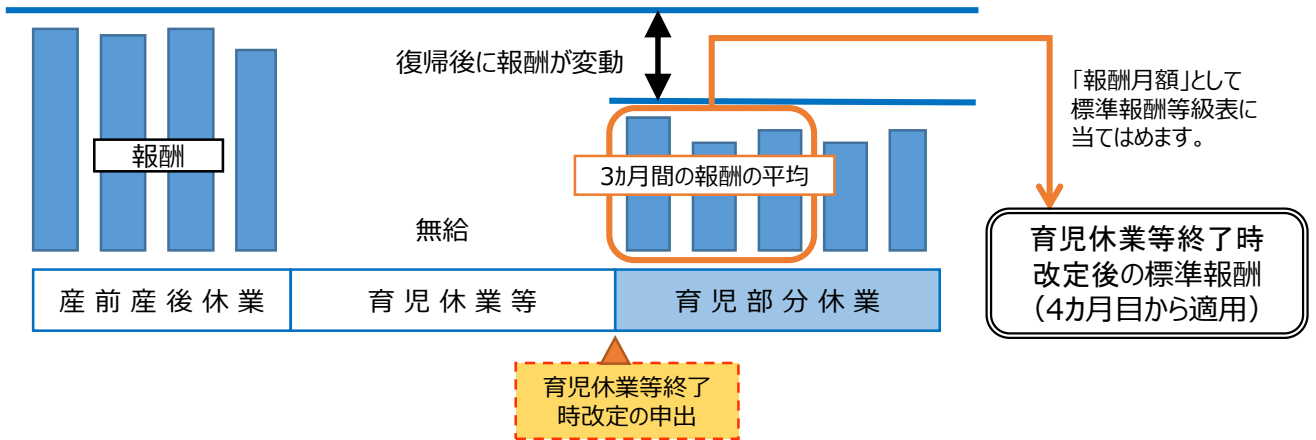 復帰後に報酬が変動
「報酬月額」として
標準報酬等級表に
当てはめます。
報酬
3ｶ月間の報酬の平均
無給
育児休業等終了時
改定後の標準報酬
（4カ月目から適用）
産前産後休業
育児休業等
育児部分休業
育児休業等終了
時改定の申出